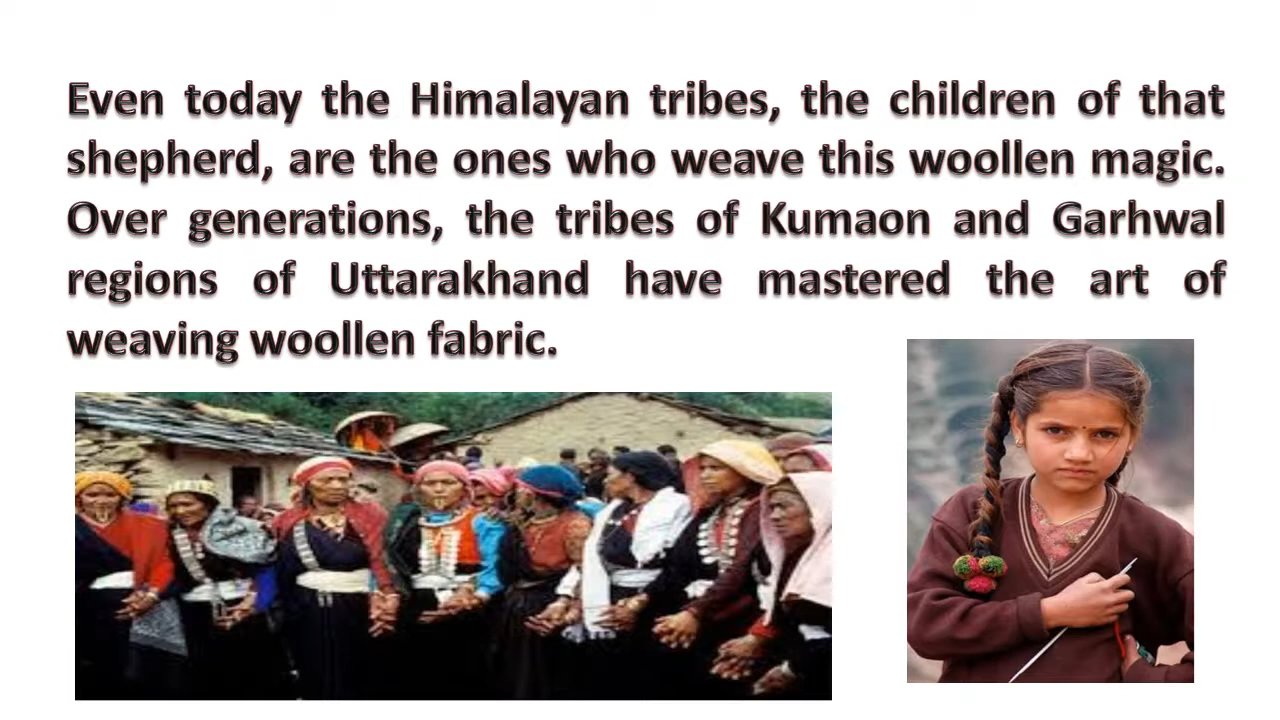 Even today the Himalayan tribes, the children of that
shepherd, are the ones who weave this woollen magic.
Over generations, the tribes of Kumaon and Garhwal
regions of Uttarakhand have mastered the art of
weaving woollen fabric.